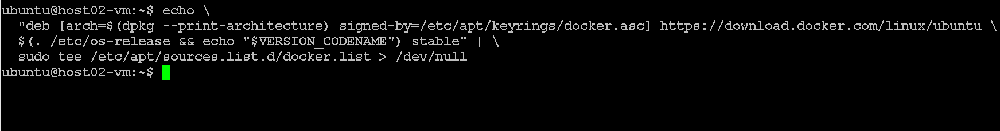 ubuntu@host02-vm:~$ echo \
  "deb [arch=$(dpkg --print-architecture) signed-by=/etc/apt/keyrings/docker.asc] https://download.docker.com/linux/ubuntu \
  $(. /etc/os-release && echo "$VERSION_CODENAME") stable" | \
  sudo tee /etc/apt/sources.list.d/docker.list > /dev/null
ubuntu@host02-vm:~$